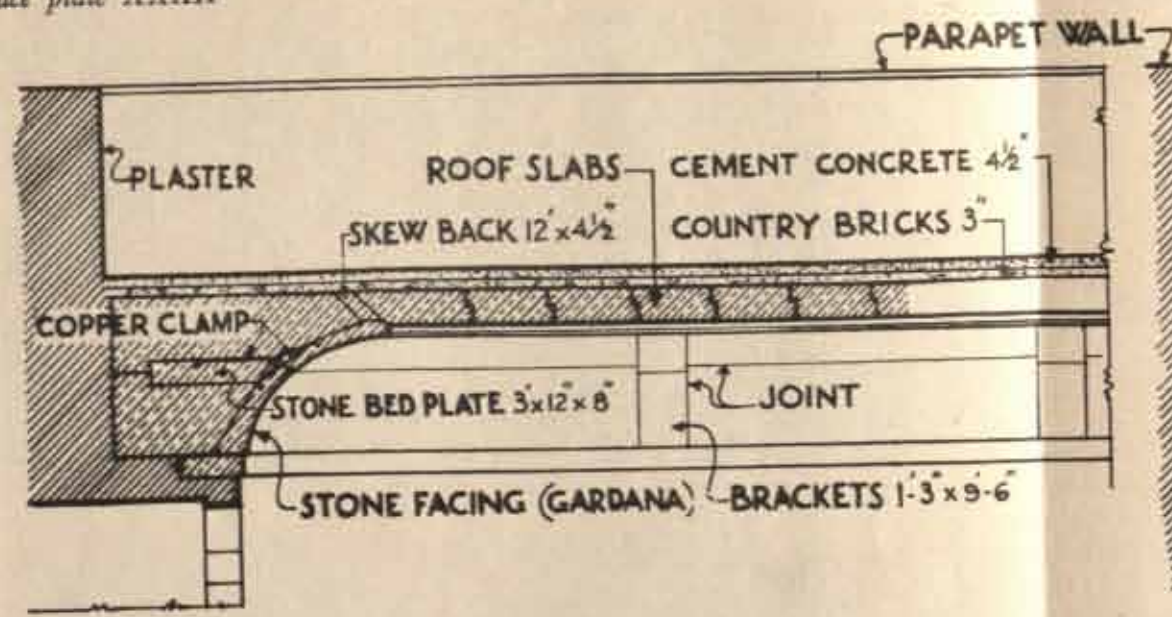 PARAPET WALL
PLASTER
ROOF SLABS
CEMENT CONCRETE 4½"
SKEW BACK 12"x4½"
COUNTRY BRICKS 3"
COPPER CLAMP
STONE BED PLATE 3'x12"x8"
JOINT
STONE FACING (GARDANA)
BRACKETS 1'-3"x9'-6"